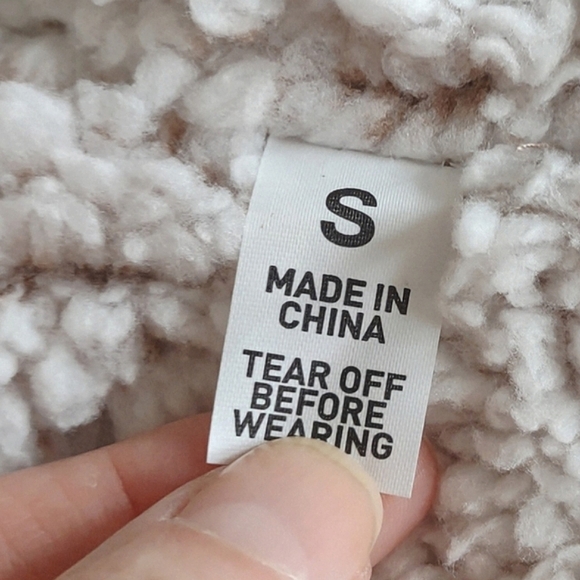 S
MADE IN
CHINA
TEAR OFF
BEFORE
WEARING